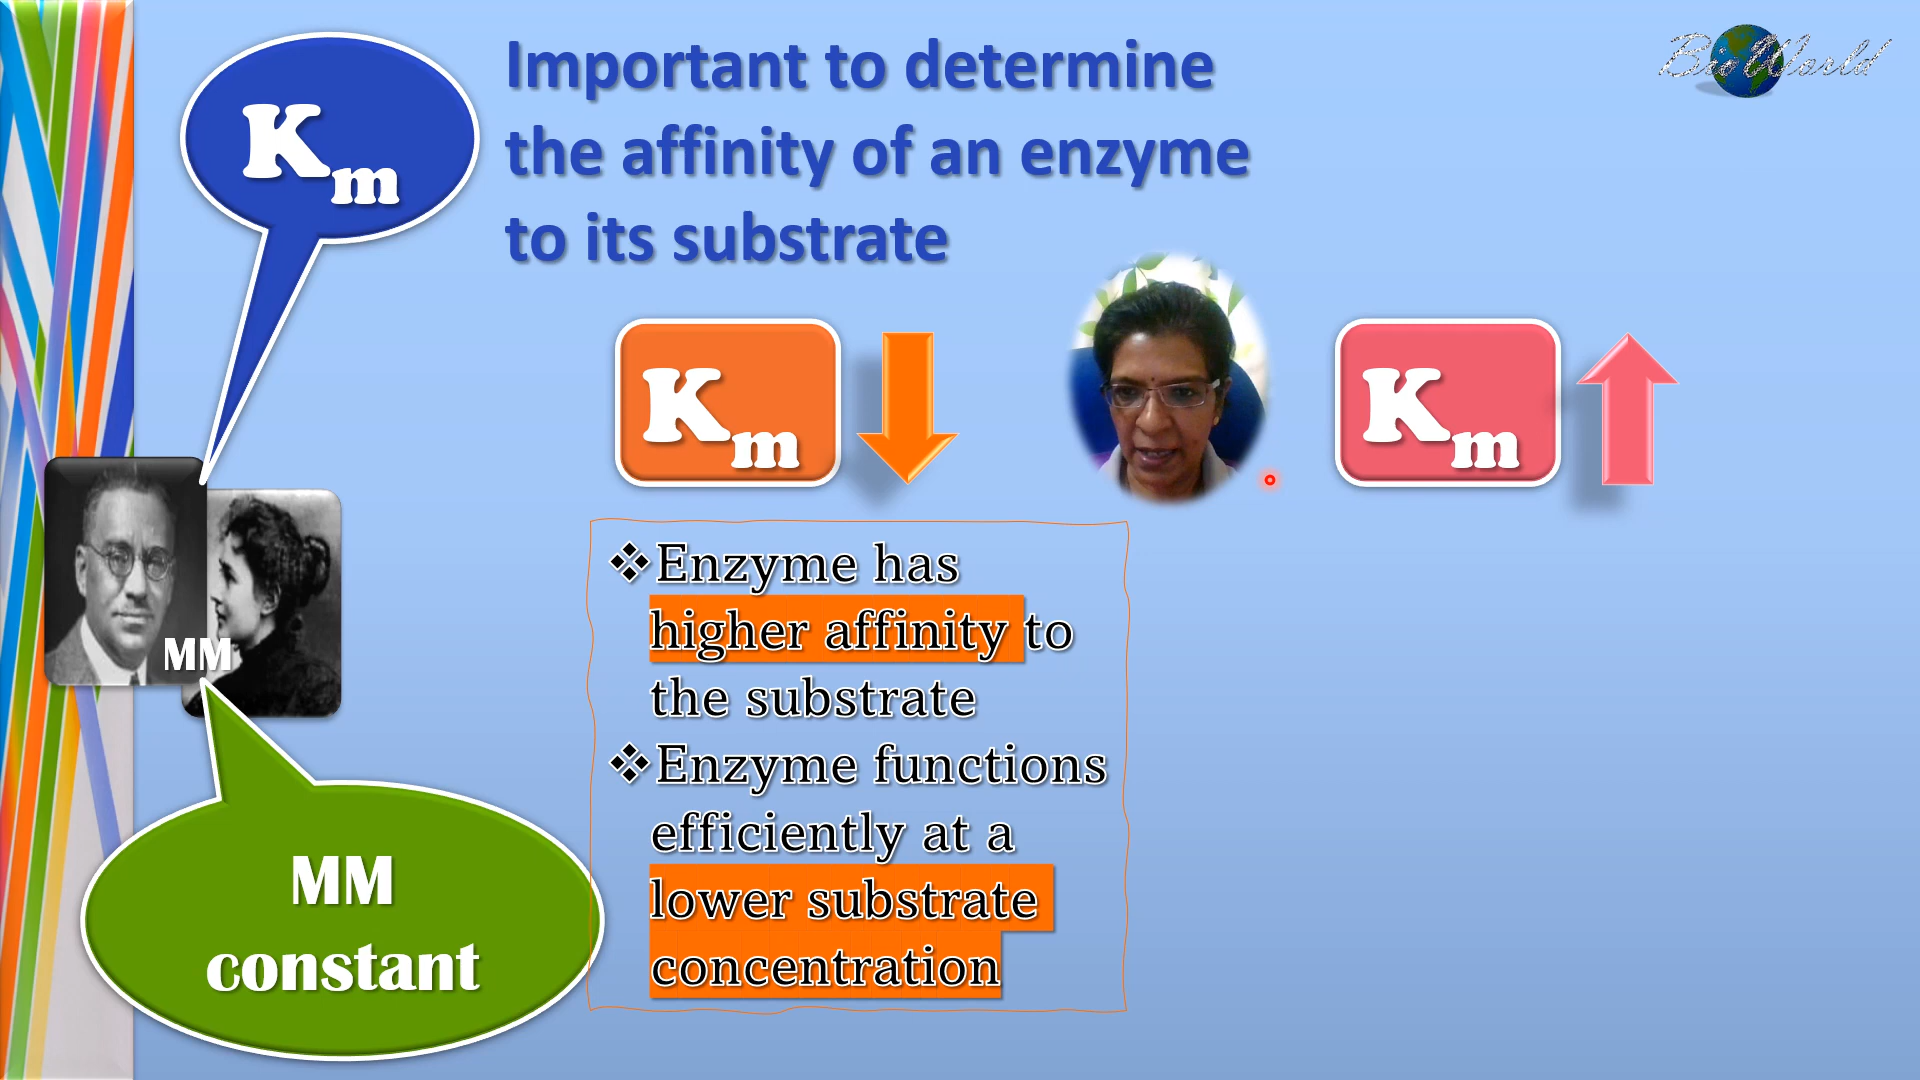 Km
Important to determine
the affinity of an enzyme
to its substrate
BioWorld
Km
Km
❖Enzyme has
higher affinity to
the substrate
❖Enzyme functions
efficiently at a
lower substrate
concentration
MM
MM
constant